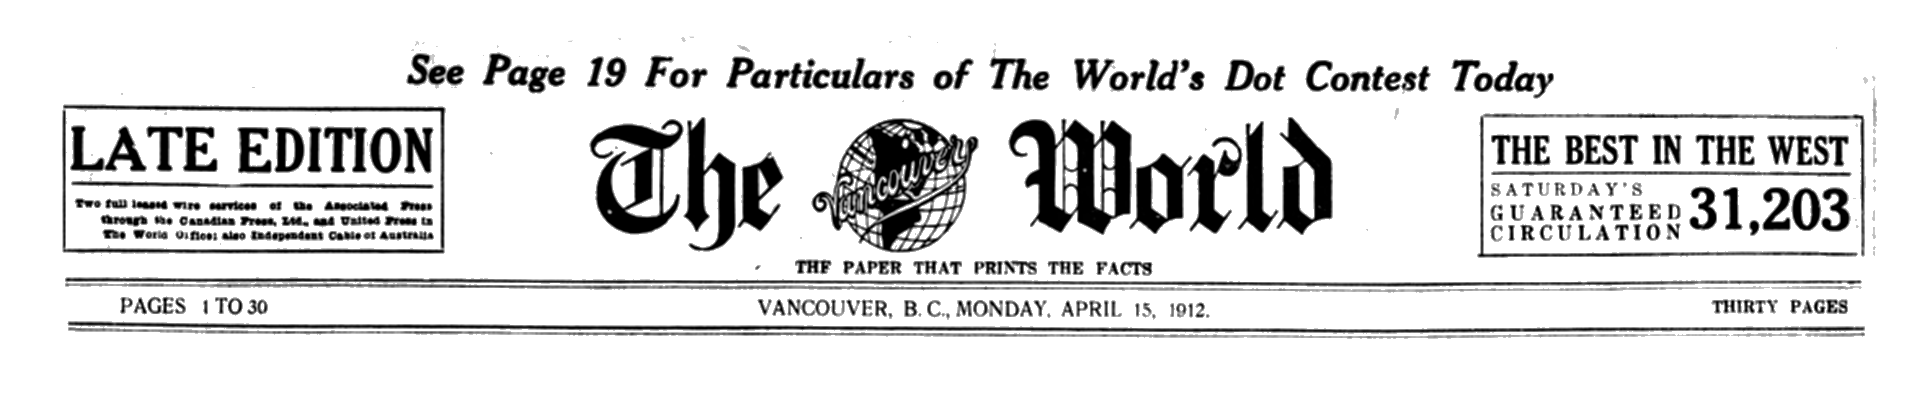 See Page 19 For Particulars of The World's Dot Contest Today
LATE EDITION
Two full leased wire services of the Associated Press
through the Canadian Press, Ltd., and United Press in
The World Office; also Independent Cable of Australia
The Vancouver World
THE PAPER THAT PRINTS THE FACTS
THE BEST IN THE WEST
SATURDAY'S
GUARANTEED
CIRCULATION
31,203
PAGES 1 TO 30
VANCOUVER, B. C., MONDAY, APRIL 15, 1912.
THIRTY PAGES